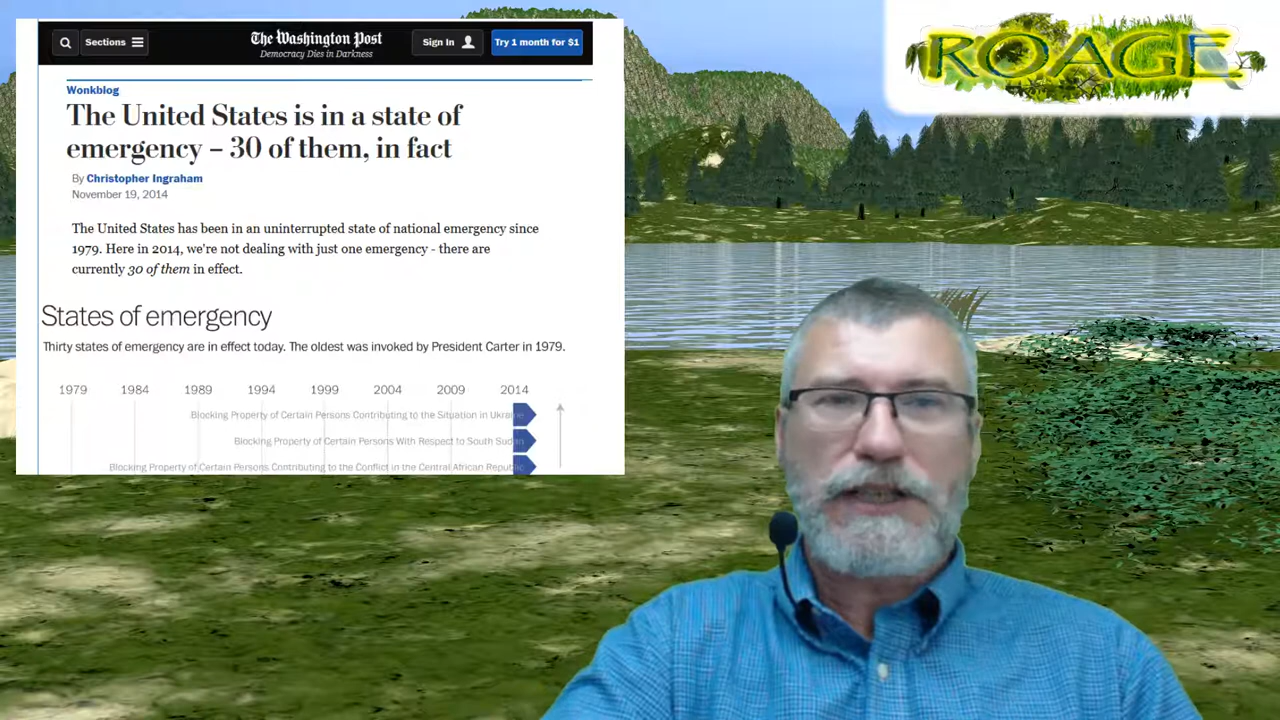 Sections
The Washington Post
Democracy Dies in Darkness
Sign In
Try 1 month for $1
ROAGE
Wonkblog
The United States is in a state of
emergency – 30 of them, in fact
By Christopher Ingraham
November 19, 2014
The United States has been in an uninterrupted state of national emergency since
1979. Here in 2014, we're not dealing with just one emergency - there are
currently 30 of them in effect.
States of emergency
Thirty states of emergency are in effect today. The oldest was invoked by President Carter in 1979.
1979 1984 1989 1994 1999 2004 2009 2014
Blocking Property of Certain Persons Contributing to the Situation in Ukraine
Blocking Property of Certain Persons With Respect to South Sudan
Blocking Property of Certain Persons Contributing to the Conflict in the Central African Republic